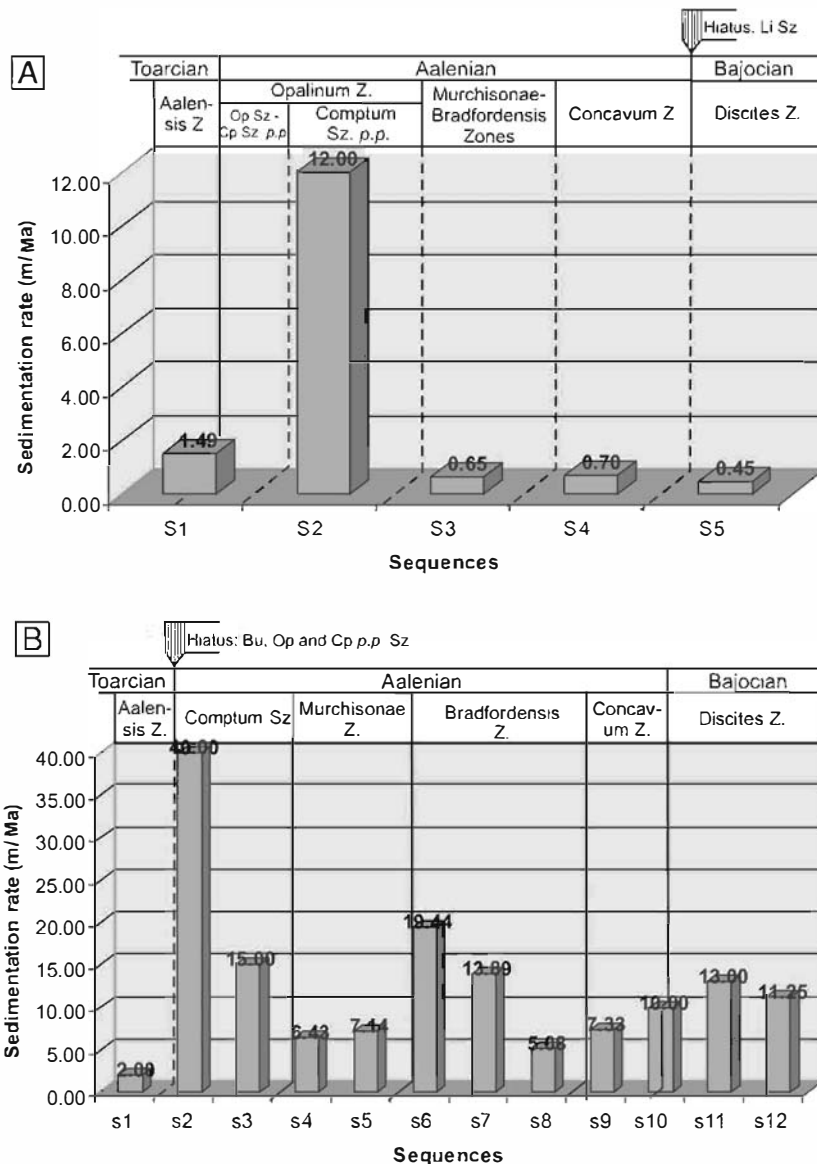 Hiatus. Li Sz
A
Toarcian Aalenian Bajocian
Aalen-
sis Z
Opalinum Z.
Op Sz -
Cp Sz p.p
Comptum
Sz. p.p.
Murchisonae-
Bradfordensis
Zones
Concavum Z
Discites Z.
Sedimentation rate (m/Ma)
12.00
10.00
8.00
6.00
4.00
2.00
0.00
1.49
12.00
0.65
0.70
0.45
S1 S2 S3 S4 S5
Sequences
B
Hiatus: Bu, Op and Cp p.p Sz
Toarcian Aalenian Bajocian
Aalen-
sis Z.
Comptum Sz
Murchisonae
Z.
Bradfordensis
Z.
Concav-
um Z.
Discites Z.
Sedimentation rate (m/Ma)
40.00
35.00
30.00
25.00
20.00
15.00
10.00
5.00
0.00
40.00
15.00
6.43
7.44
19.44
5.68
7.33
10.00
13.00
11.25
s1 s2 s3 s4 s5 s6 s7 s8 s9 s10 s11 s12
Sequences